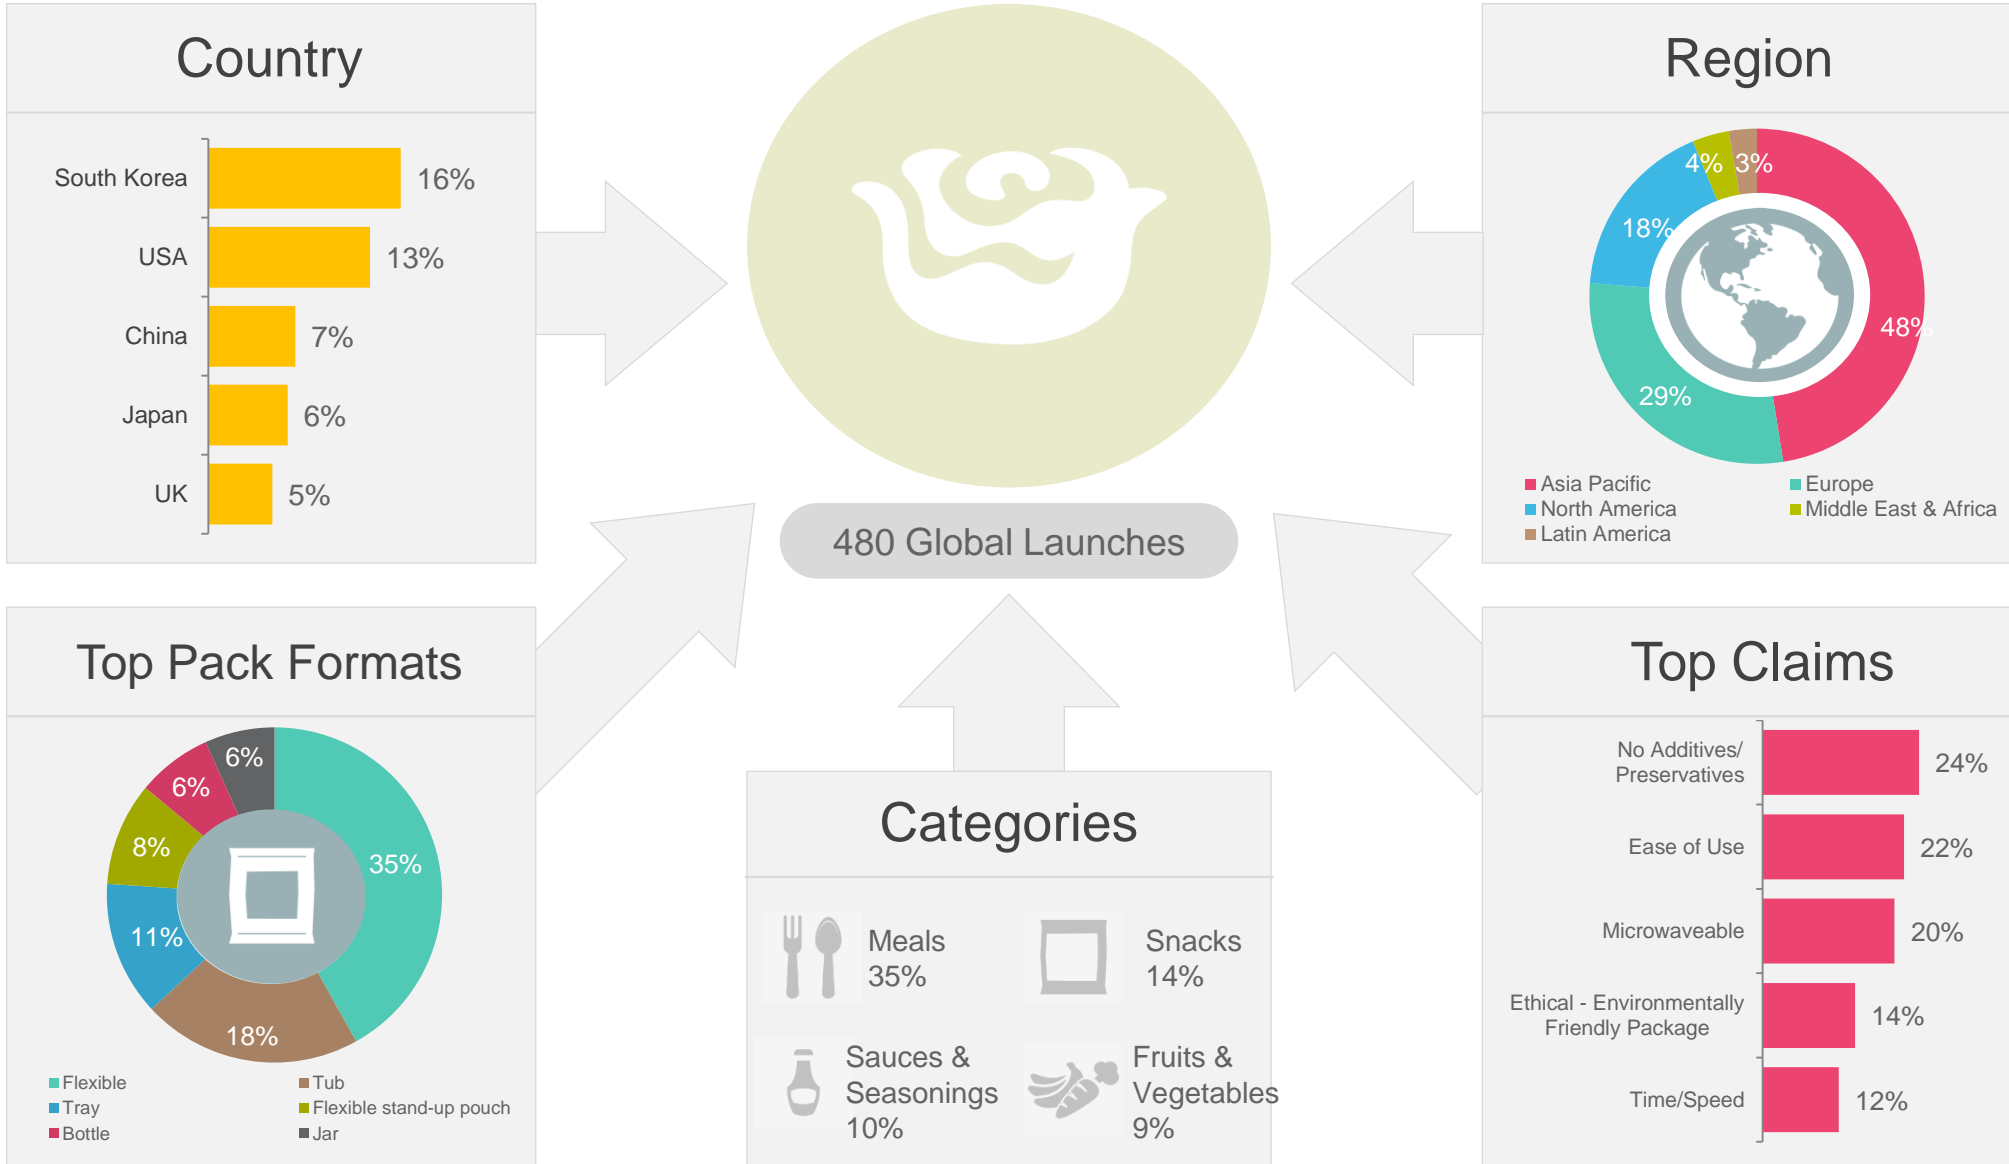 Country
South Korea
16%
USA
13%
China
7%
Japan
6%
UK
5%
480 Global Launches
Region
4%
3%
18%
48%
29%
Asia Pacific
Europe
North America
Middle East & Africa
Latin America
Top Pack Formats
6%
6%
8%
35%
11%
18%
Flexible
Tub
Tray
Flexible stand-up pouch
Bottle
Jar
Categories
Meals
35%
Snacks
14%
Sauces &
Seasonings
10%
Fruits &
Vegetables
9%
Top Claims
No Additives/
Preservatives
24%
Ease of Use
22%
Microwaveable
20%
Ethical - Environmentally
Friendly Package
14%
Time/Speed
12%